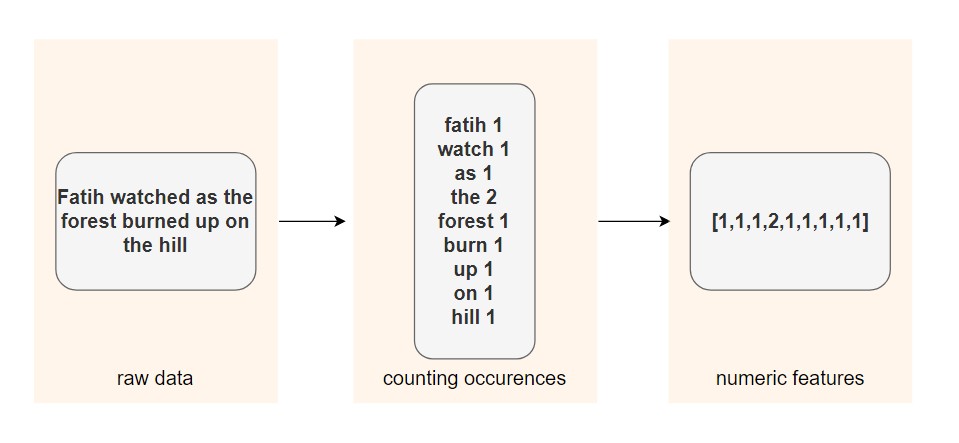 Fatih watched as the
forest burned up on
the hill
raw data
fatih 1
watch 1
as 1
the 2
forest 1
burn 1
up 1
on 1
hill 1
counting occurences
[1,1,1,2,1,1,1,1,1]
numeric features